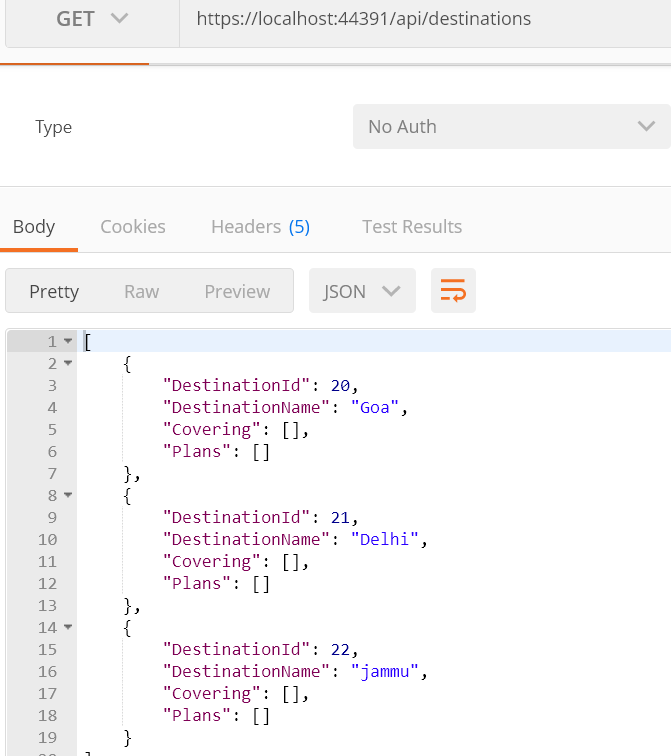 GET https://localhost:44391/api/destinations
Type No Auth
Body Cookies Headers (5) Test Results
Pretty Raw Preview JSON
1 [
2 {
3 "DestinationId": 20,
4 "DestinationName": "Goa",
5 "Covering": [],
6 "Plans": []
7 },
8 {
9 "DestinationId": 21,
10 "DestinationName": "Delhi",
11 "Covering": [],
12 "Plans": []
13 },
14 {
15 "DestinationId": 22,
16 "DestinationName": "jammu",
17 "Covering": [],
18 "Plans": []
19 }